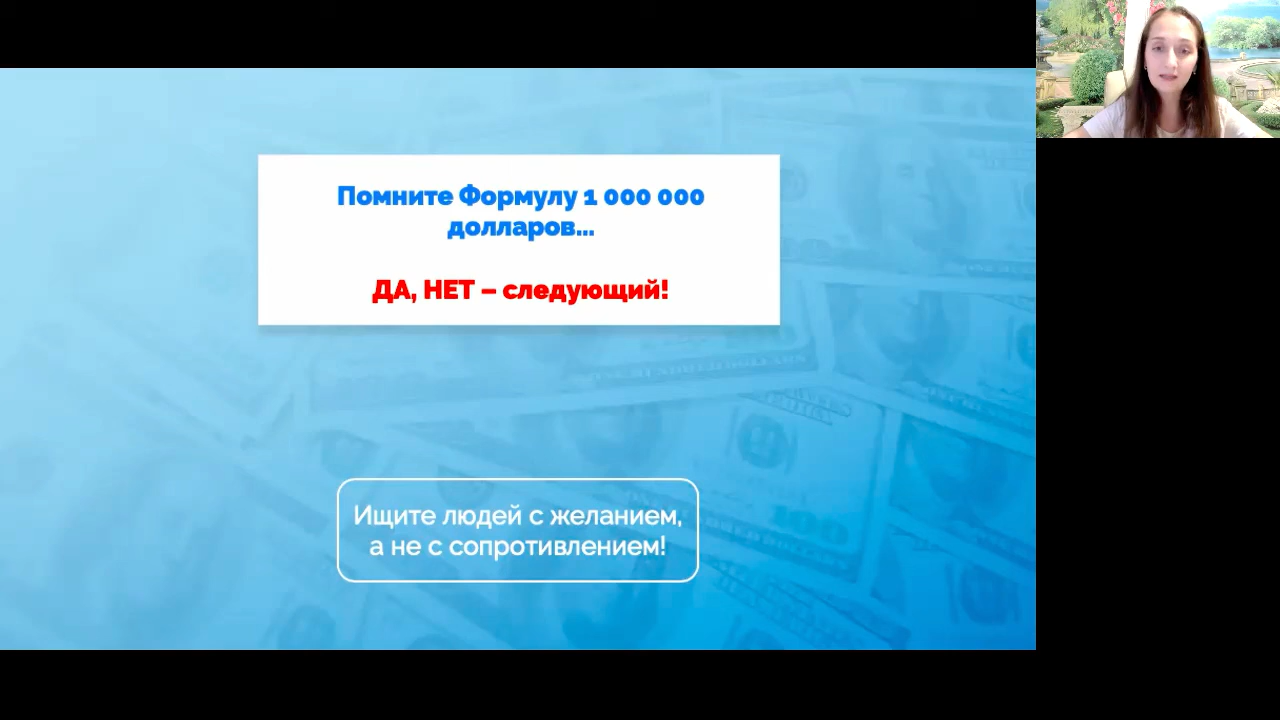 Помните Формулу 1 000 000
долларов...
ДА, НЕТ – следующий!
Ищите людей с желанием,
а не с сопротивлением!